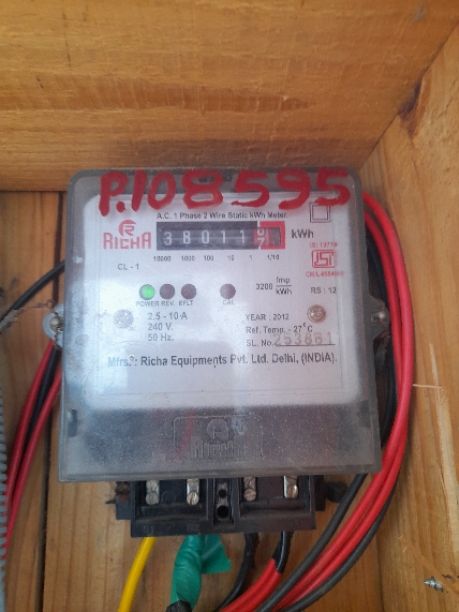 P.108595
A.C. 1 Phase 2 Wire Static kWh Meter.
RICHA
38011
kWh
10000 1000 100 10 1 1/10
CL - 1
3200 Imp/kWh
RS : 12
POWER REV. EFLT CAL
2.5 - 10 A
240 V.
50 Hz.
YEAR : 2012
Ref. Temp. - 27°C
SL. No. 253861
Mfrs.: Richa Equipments Pvt. Ltd. Delhi, (INDIA).